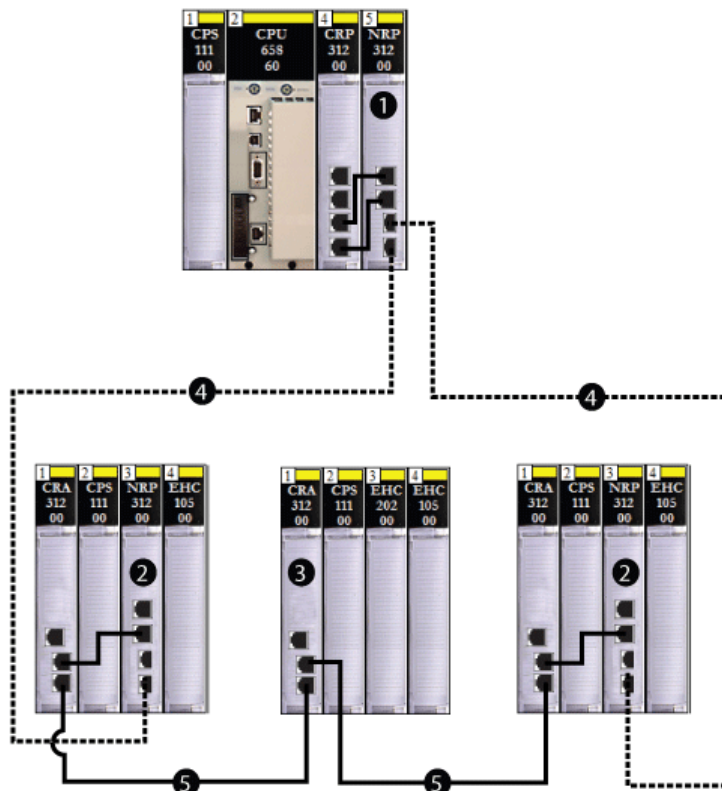 1 2 4 5
CPS CPU CRP NRP
111 658 312 312
00 60 00 00
1
4 4
1 2 3 4
CRA CPS NRP EHC
312 111 312 105
00 00 00 00
2
1 2 3 4
CRA CPS EHC EHC
312 111 202 105
00 00 00 00
3
1 2 3 4
CRA CPS NRP EHC
312 111 312 105
00 00 00 00
2
5 5